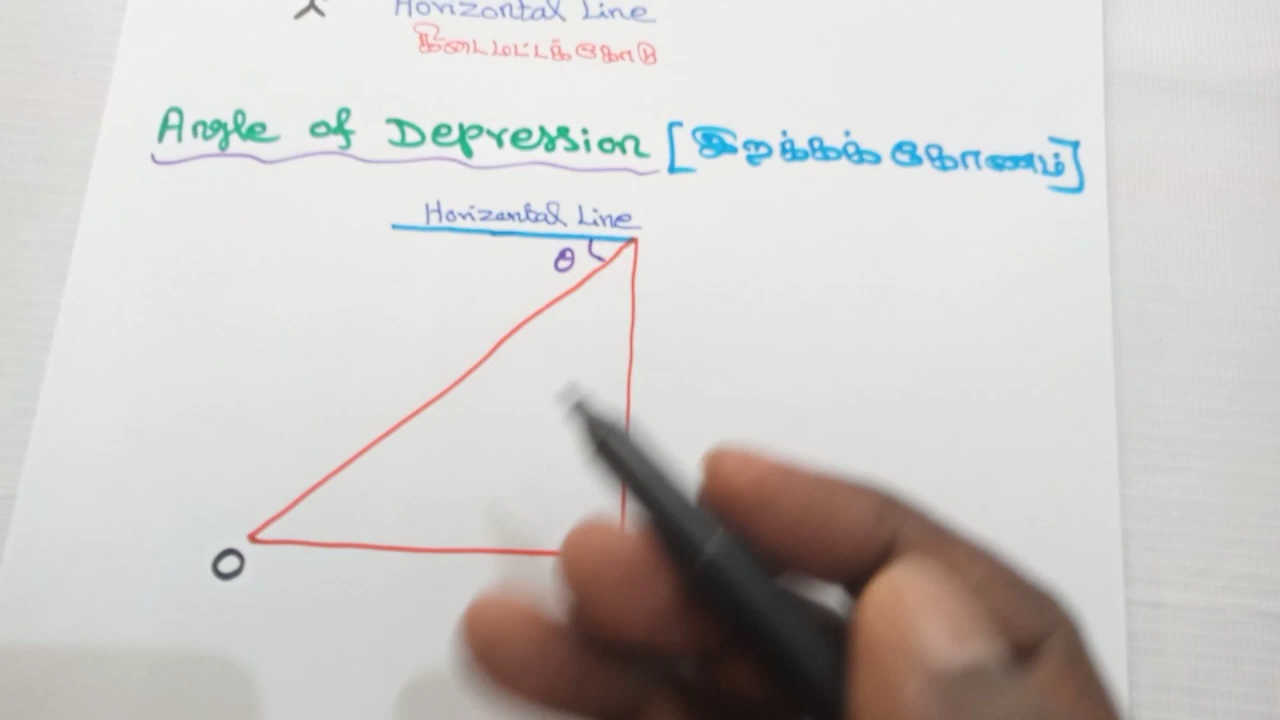 X
Horizontal Line
கிடைமட்டக்கோடு
Angle of Depression [இறக்கக் கோணம்]
Horizontal Line
θ
O